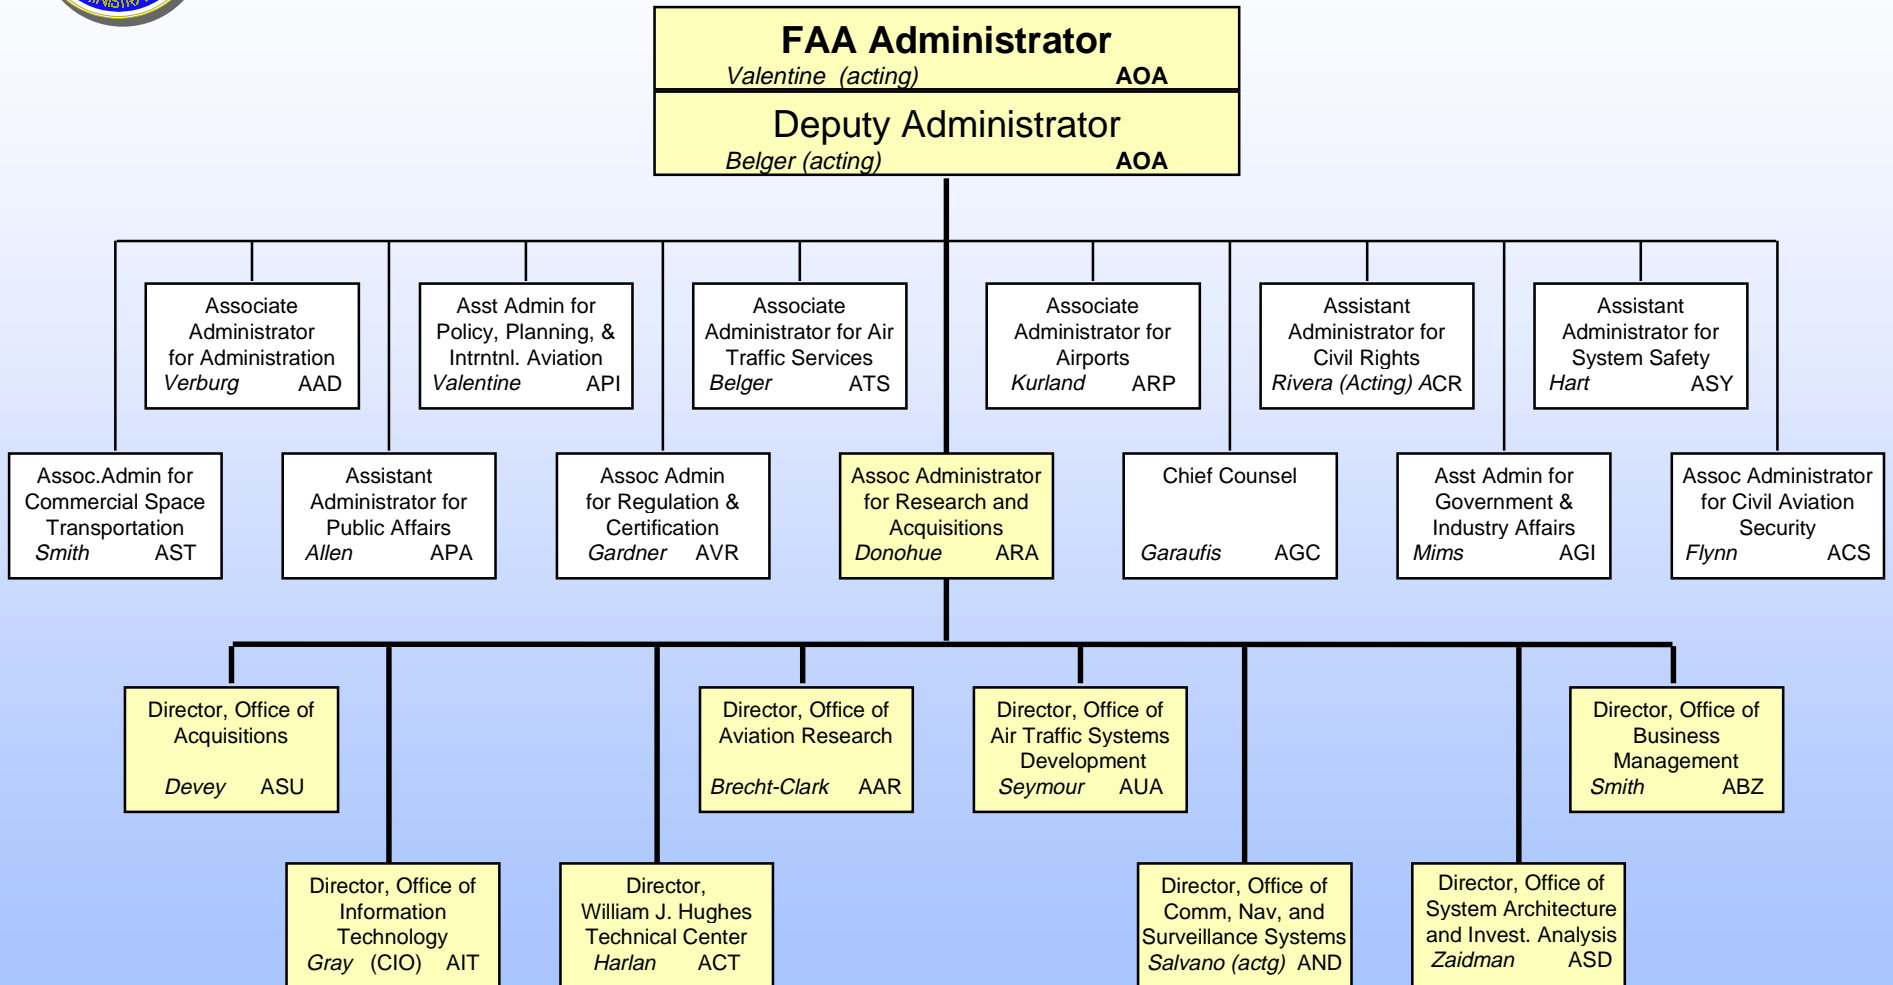 FAA Administrator
Valentine (acting) AOA
Deputy Administrator
Belger (acting) AOA
Associate
Administrator
for Administration
Verburg AAD
Asst Admin for
Policy, Planning, &
Intrntnl. Aviation
Valentine API
Associate
Administrator for Air
Traffic Services
Belger ATS
Associate
Administrator for
Airports
Kurland ARP
Assistant
Administrator for
Civil Rights
Rivera (Acting) ACR
Assistant
Administrator for
System Safety
Hart ASY
Assoc.Admin for
Commercial Space
Transportation
Smith AST
Assistant
Administrator for
Public Affairs
Allen APA
Assoc Admin
for Regulation &
Certification
Gardner AVR
Assoc Administrator
for Research and
Acquisitions
Donohue ARA
Chief Counsel
Garaufis AGC
Asst Admin for
Government &
Industry Affairs
Mims AGI
Assoc Administrator
for Civil Aviation
Security
Flynn ACS
Director, Office of
Acquisitions
Devey ASU
Director, Office of
Aviation Research
Brecht-Clark AAR
Director, Office of
Air Traffic Systems
Development
Seymour AUA
Director, Office of
Business
Management
Smith ABZ
Director, Office of
Information
Technology
Gray (CIO) AIT
Director,
William J. Hughes
Technical Center
Harlan ACT
Director, Office of
Comm, Nav, and
Surveillance Systems
Salvano (actg) AND
Director, Office of
System Architecture
and Invest. Analysis
Zaidman ASD